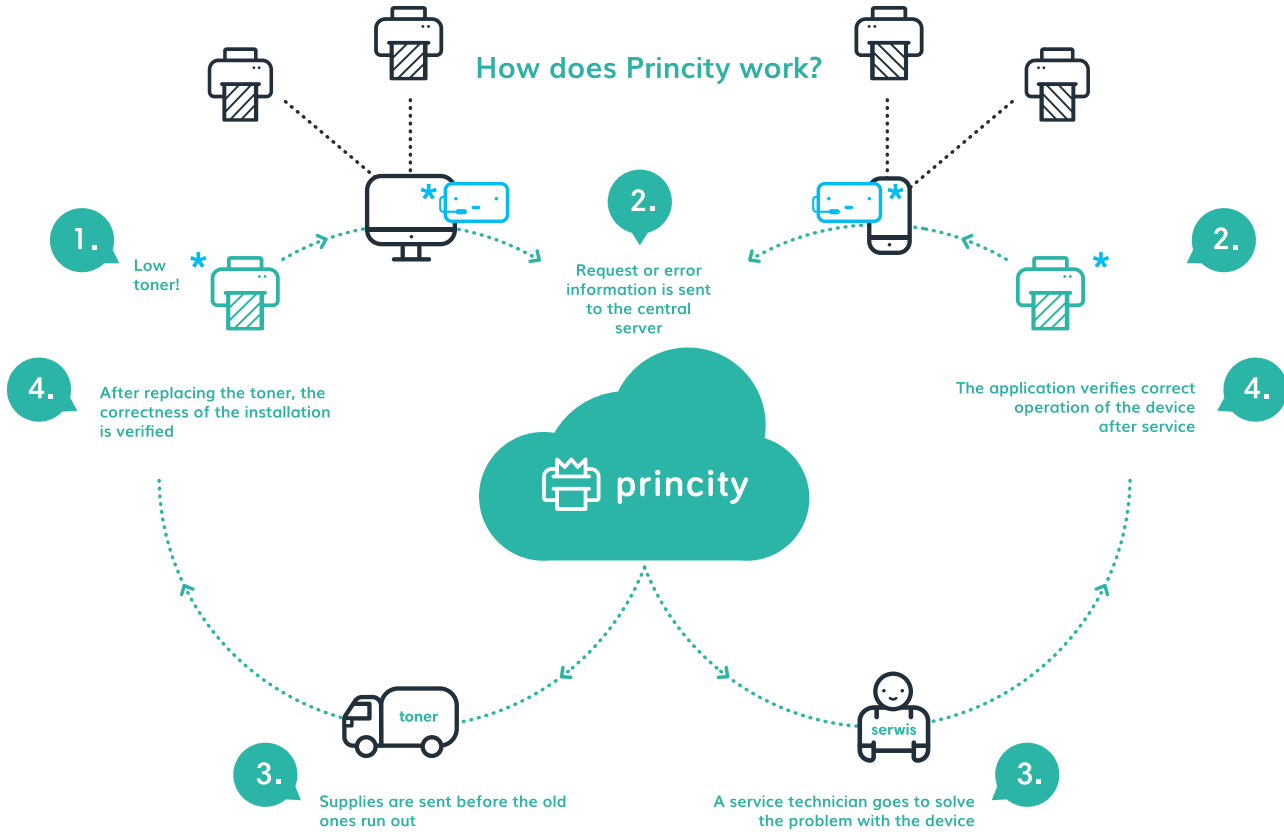 How does Princity work?
1.
Low
toner!
2.
Request or error
information is sent
to the central
server
2.
4.
After replacing the toner, the
correctness of the installation
is verified
The application verifies correct
operation of the device
after service
4.
princity
toner
serwis
3.
Supplies are sent before the old
ones run out
A service technician goes to solve
the problem with the device
3.